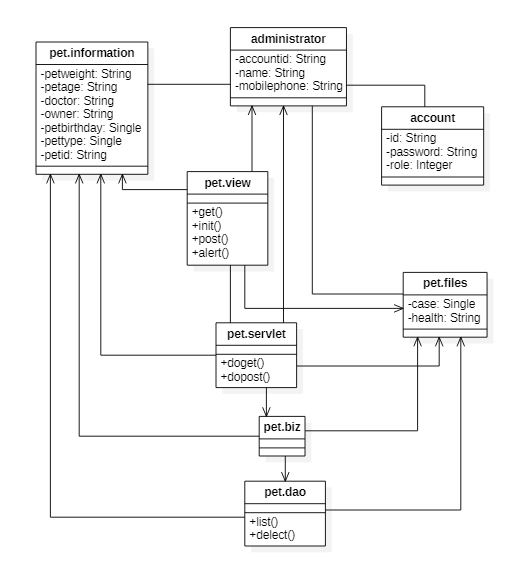 pet.information
-petweight: String
-petage: String
-doctor: String
-owner: String
-petbirthday: Single
-pettype: Single
-petid: String
administrator
-accountid: String
-name: String
-mobilephone: String
account
-id: String
-password: String
-role: Integer
pet.view
+get()
+init()
+post()
+alert()
pet.files
-case: Single
-health: String
pet.servlet
+doget()
+dopost()
pet.biz
pet.dao
+list()
+delect()